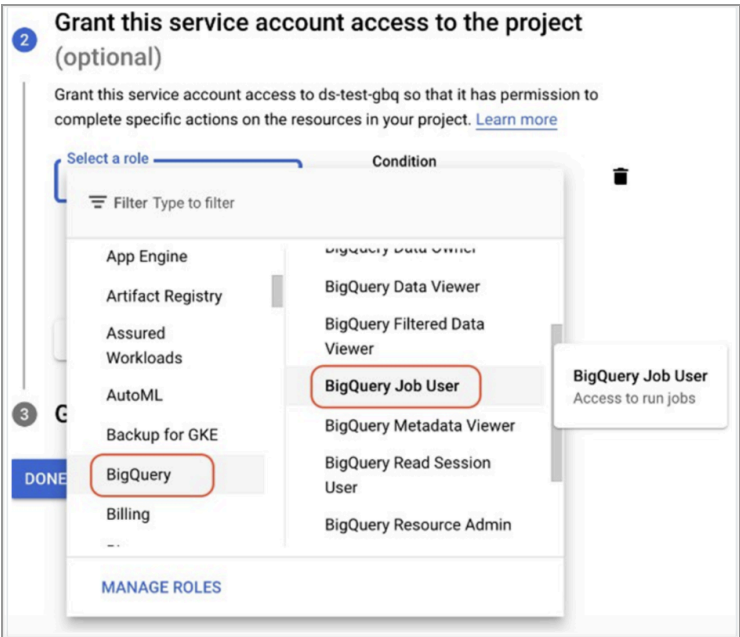 2
Grant this service account access to the project
(optional)
Grant this service account access to ds-test-gbq so that it has permission to
complete specific actions on the resources in your project. Learn more
Select a role
Condition
Filter Type to filter
App Engine
Artifact Registry
Assured
Workloads
AutoML
Backup for GKE
BigQuery
Billing
BigQuery Data Owner
BigQuery Data Viewer
BigQuery Filtered Data
Viewer
BigQuery Job User
BigQuery Metadata Viewer
BigQuery Read Session
User
BigQuery Resource Admin
BigQuery Job User
Access to run jobs
3
G
DONE
MANAGE ROLES